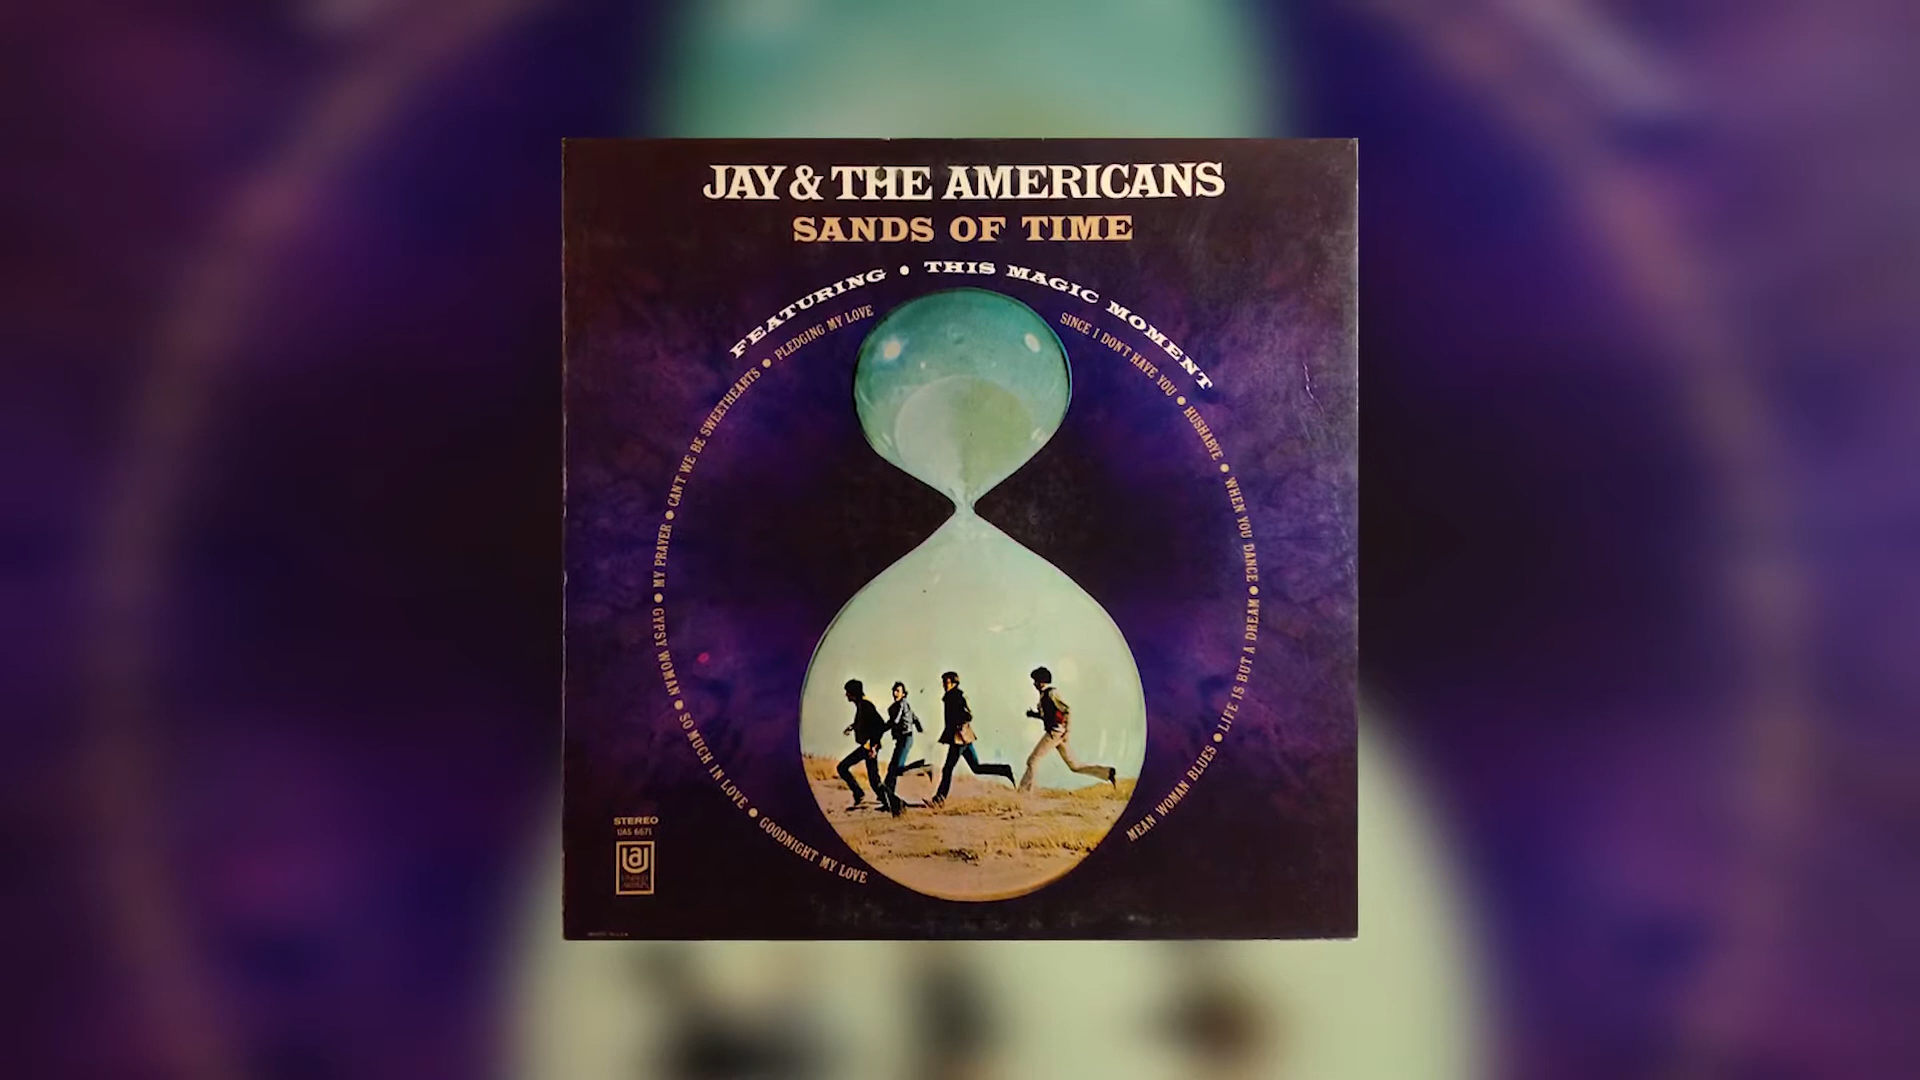 JAY & THE AMERICANS
SANDS OF TIME
FEATURING • THIS MAGIC MOMENT
GOODNIGHT MY LOVE • SO MUCH IN LOVE • GYPSY WOMAN • MY PRAYER • CAN'T WE BE SWEETHEARTS • PLEDGING MY LOVE
SINCE I DON'T HAVE YOU • HUSHABYE • WHEN YOU DANCE • LIFE IS BUT A DREAM • MEAN WOMAN BLUES
STEREO
UAS 6671
UA
UNITED
ARTISTS